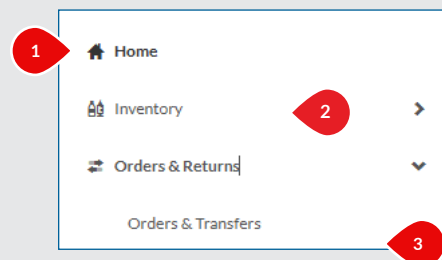 1 Home
Inventory 2
Orders & Returns
Orders & Transfers
3